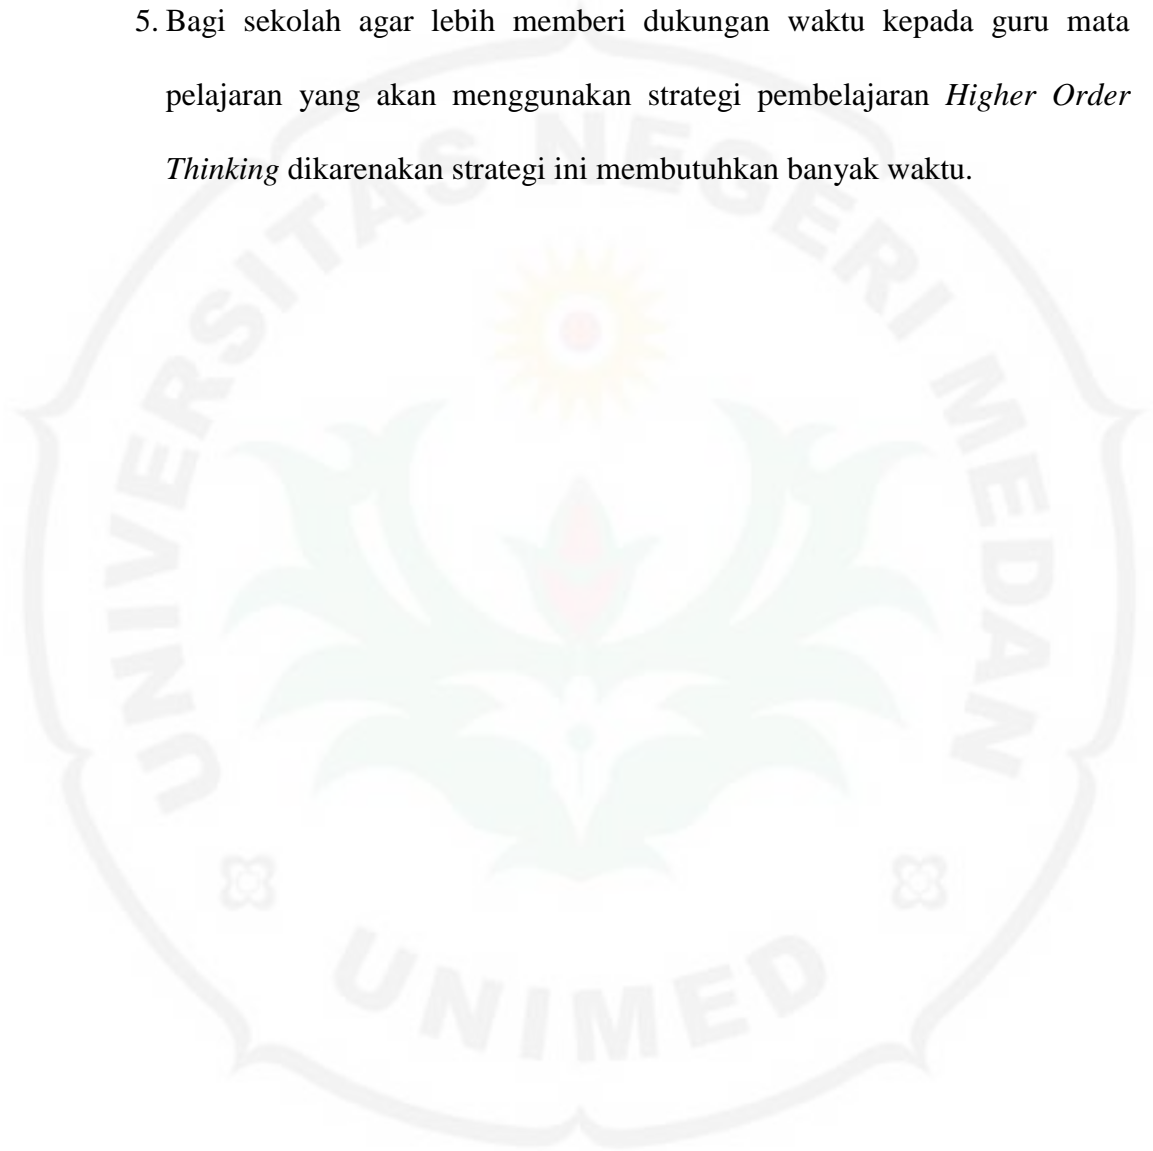 5. Bagi sekolah agar lebih memberi dukungan waktu kepada guru mata
pelajaran yang akan menggunakan strategi pembelajaran Higher Order
Thinking dikarenakan strategi ini membutuhkan banyak waktu.
UNIVERSITAS NEGERI MEDAN
UNIMED